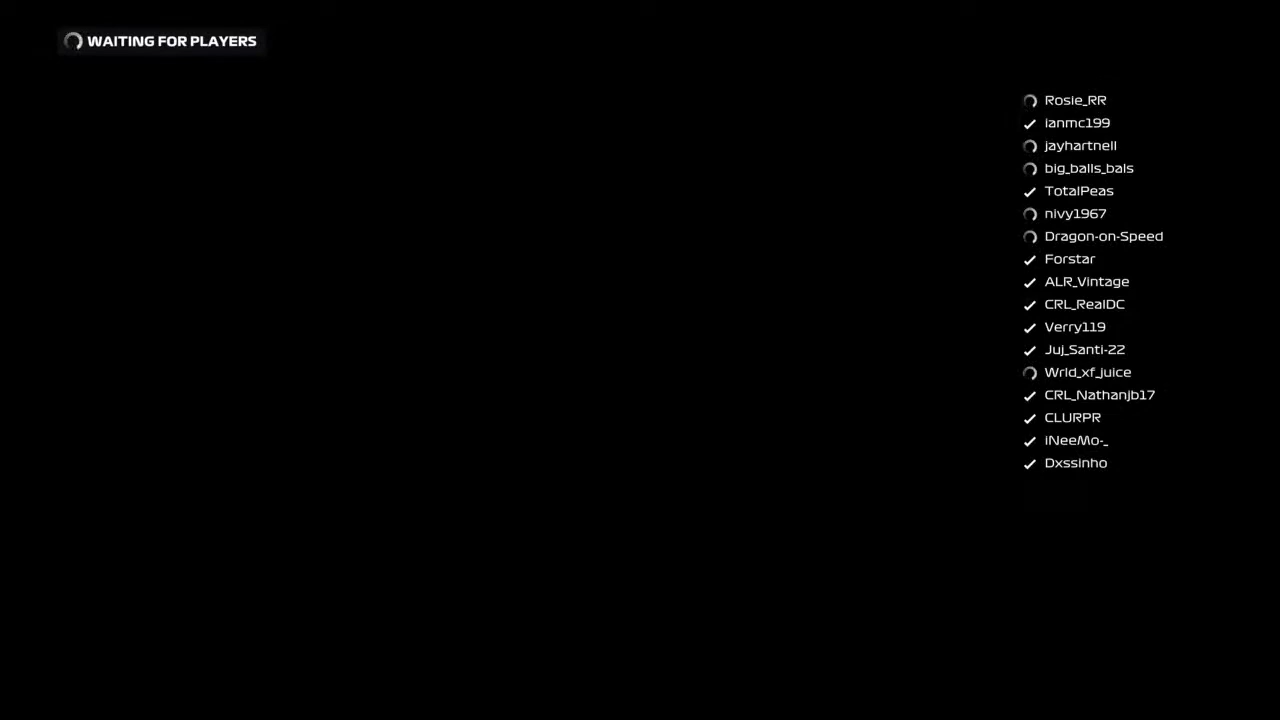 WAITING FOR PLAYERS
Rosie_RR
ianmc199
jayhartnell
big_balls_bals
TotalPeas
nivy1967
Dragon-on-Speed
Forstar
ALR_Vintage
CRL_RealDC
Verry119
Juj_Santi-22
Wrld_xf_juice
CRL_Nathanjb17
CLURPR
iNeeMo-_
Dxssinho